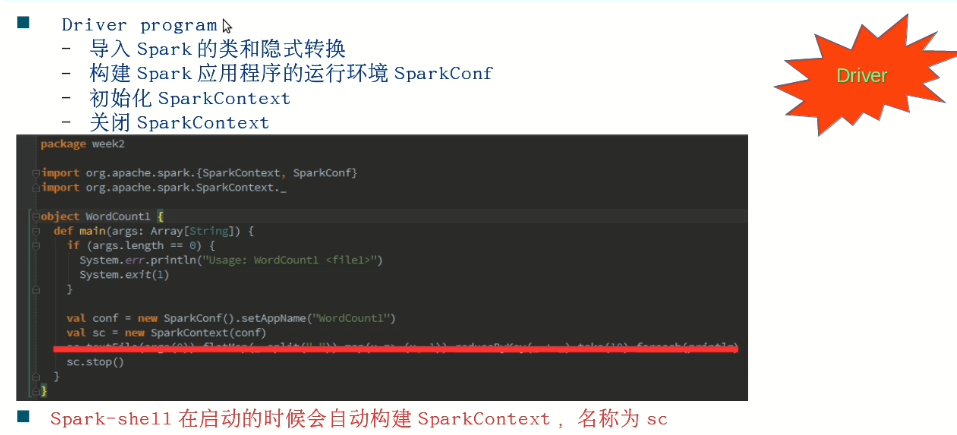 Driver program
- 导入 Spark 的类和隐式转换
- 构建 Spark 应用程序的运行环境 SparkConf
- 初始化 SparkContext
- 关闭 SparkContext
Driver
package week2
import org.apache.spark.{SparkContext, SparkConf}
import org.apache.spark.SparkContext._
object WordCount1 {
def main(args: Array[String]) {
if (args.length == 0) {
System.err.println("Usage: WordCount1 <file1>")
System.exit(1)
}
val conf = new SparkConf().setAppName("WordCount1")
val sc = new SparkContext(conf)
sc.stop()
}
}
Spark-shell 在启动的时候会自动构建 SparkContext ，名称为 sc